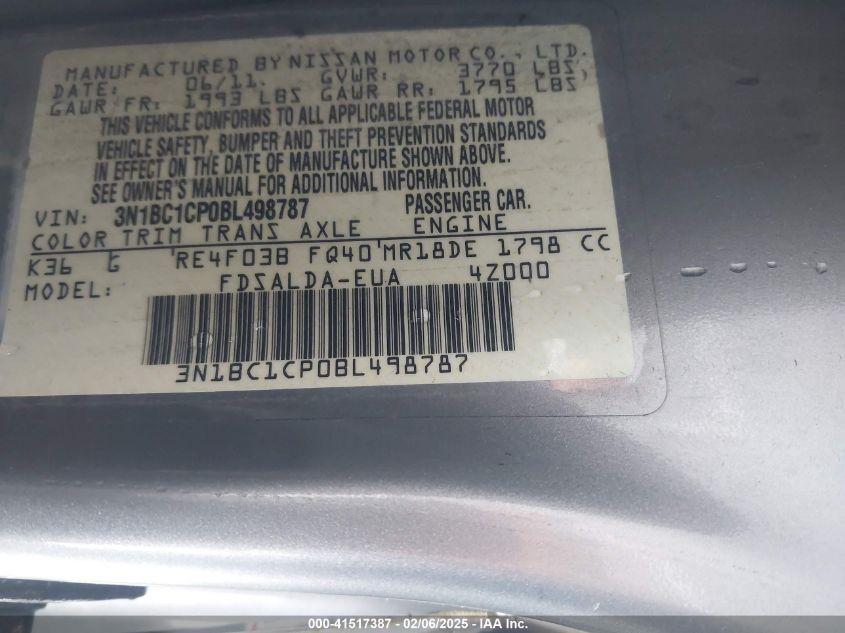 MANUFACTURED BY NISSAN MOTOR CO., LTD.
DATE: 06/11. GVWR: 3770 LBS
GAWR FR: 1993 LBS GAWR RR: 1795 LBS
THIS VEHICLE CONFORMS TO ALL APPLICABLE FEDERAL MOTOR
VEHICLE SAFETY, BUMPER AND THEFT PREVENTION STANDARDS
IN EFFECT ON THE DATE OF MANUFACTURE SHOWN ABOVE.
SEE OWNER'S MANUAL FOR ADDITIONAL INFORMATION.
VIN: 3N1BC1CP0BL498787 PASSENGER CAR.
COLOR TRIM TRANS AXLE ENGINE
K36 G RE4F03B FQ40 MR18DE 1798 CC
MODEL: FDSALDA-EUA 4Z000
3N1BC1CP0BL498787
000-41517387 - 02/06/2025 - IAA Inc.